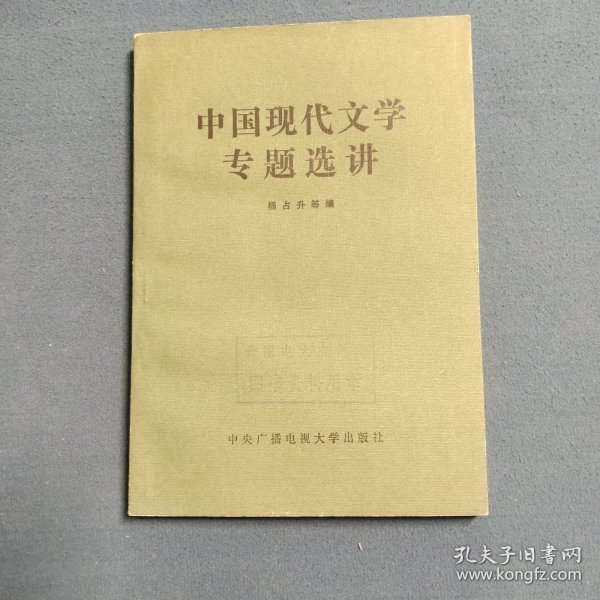 中国现代文学
专题选讲
杨占升等编
中央广播电视大学出版社
孔夫子旧书网
www.kongfz.com